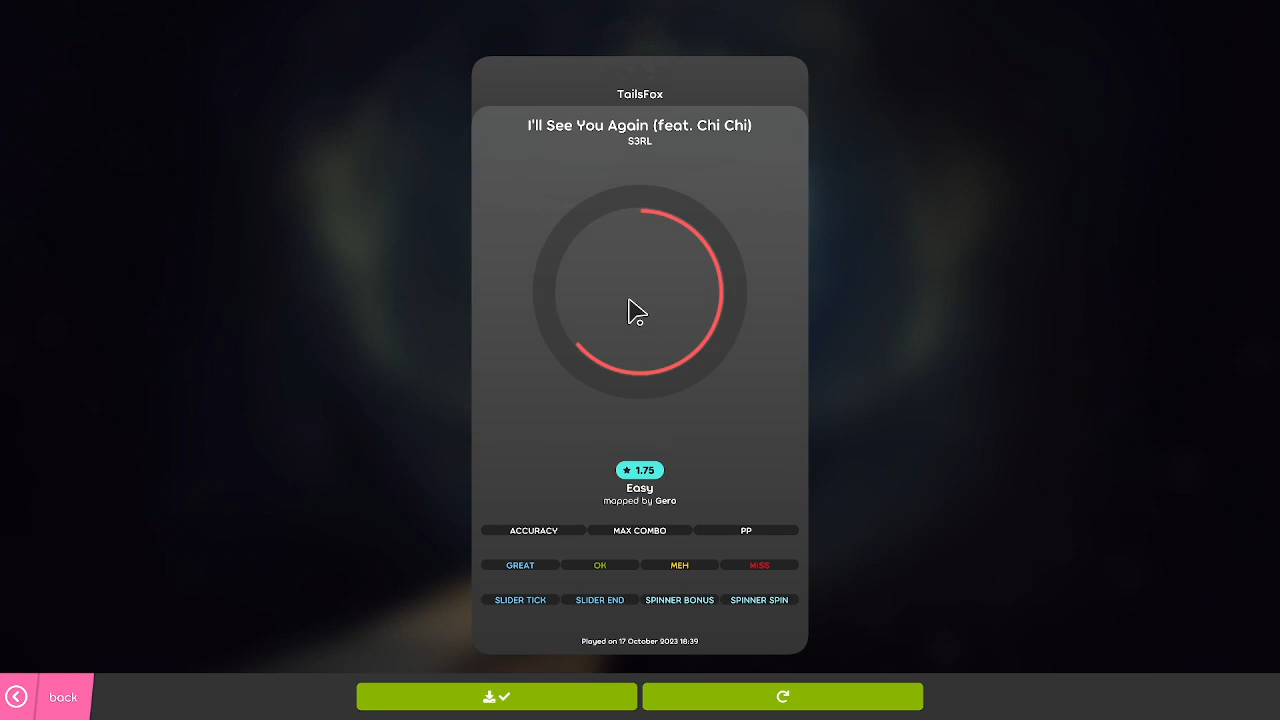 TailsFox
I'll See You Again (feat. Chi Chi)
S3RL
1.75
Easy
mapped by Gero
ACCURACY MAX COMBO PP
GREAT OK MEH MISS
SLIDER TICK SLIDER END SPINNER BONUS SPINNER SPIN
Played on 17 October 2023 18:39
back